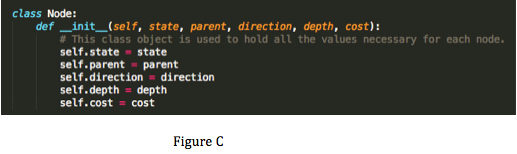 class Node:
def __init__(self, state, parent, direction, depth, cost):
# This class object is used to hold all the values necessary for each node.
self.state = state
self.parent = parent
self.direction = direction
self.depth = depth
self.cost = cost
Figure C